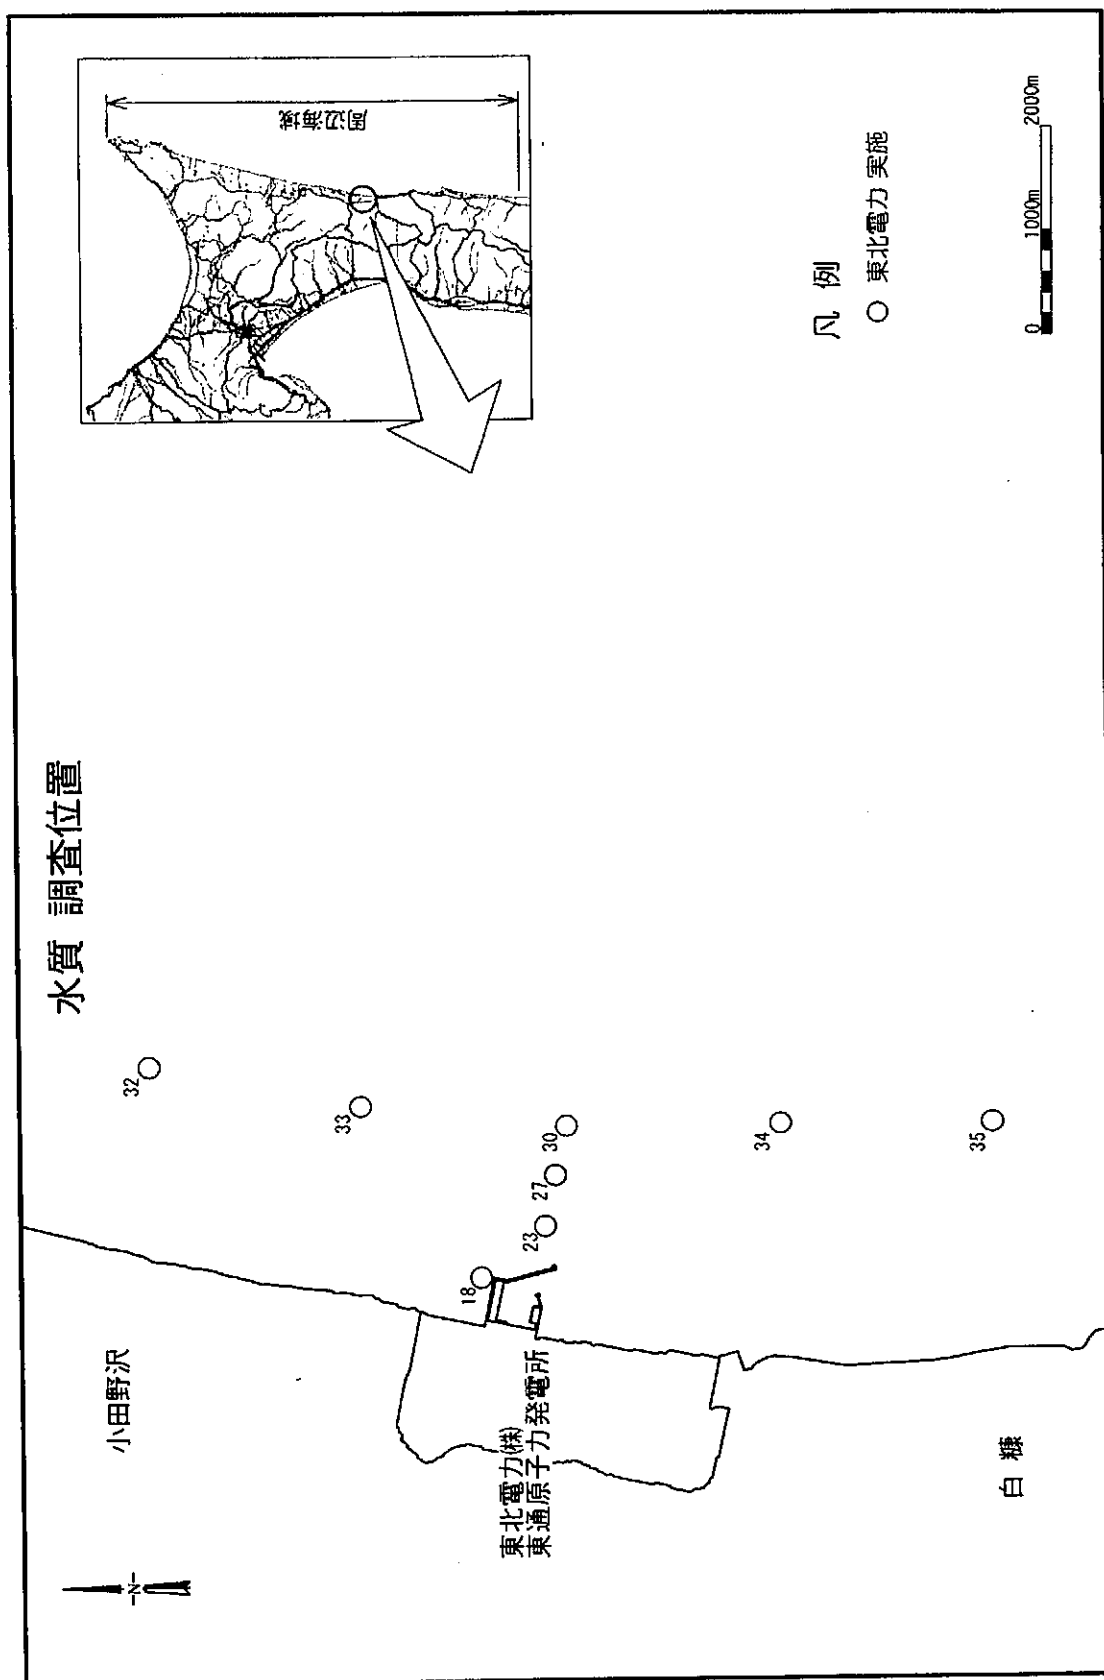 水質 調査位置
N
小田野沢
32
33
18
23
27
30
東北電力(株)
東通原子力発電所
34
35
白糠
周辺海域
凡 例
○ 東北電力 実施
0 1000m 2000m